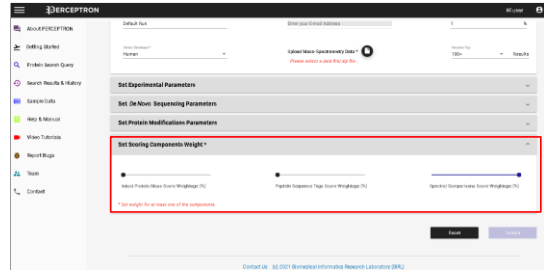 PERCEPTRON
About PERCEPTRON
Getting Started
Protein Search Query
Search Results & History
Sample Data
Help & Manual
Video Tutorials
Report Bugs
Team
Contact
Default Run
Enter your E-mail Address
1
%
Human
Upload Mass-Spectrometry Data *
Please select a data file/zip file.
100+
Results
Set Experimental Parameters
Set De Novo Sequencing Parameters
Set Protein Modifications Parameters
Set Scoring Components Weight *
Intact Protein Mass Score Weightage (%)
Peptide Sequence Tags Score Weightage (%)
Spectral Comparisons Score Weightage (%)
* Set weight for at least one of the components.
Reset
Submit
Contact Us (c) 2021 Biomedical Informatics Research Laboratory (BIRL)